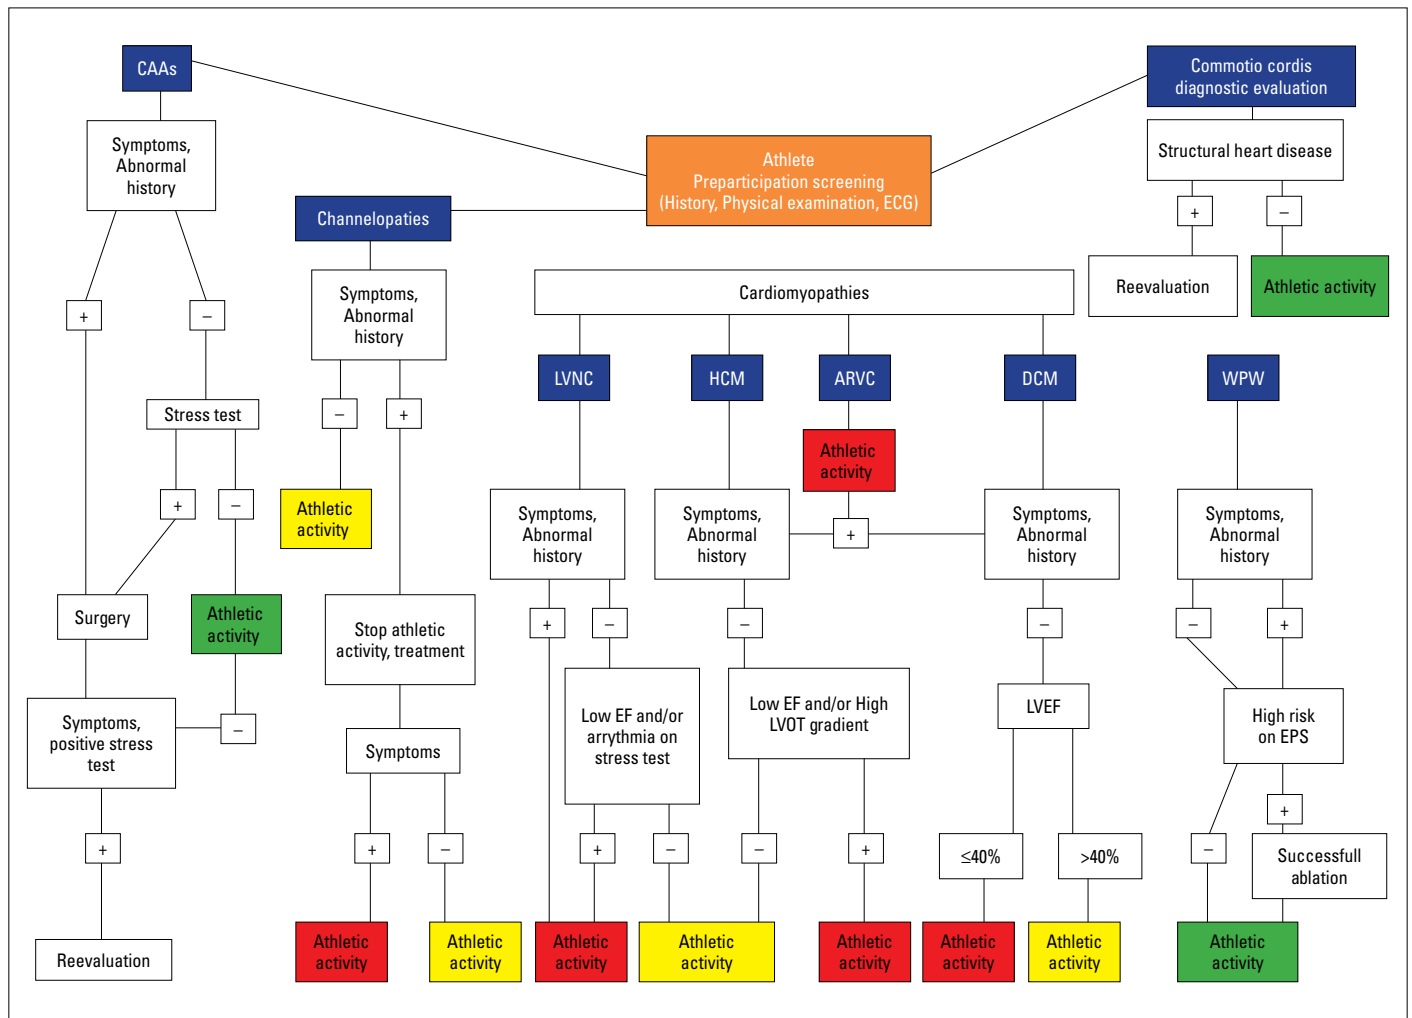 CAAs
Symptoms,
Abnormal
history
+
–
Stress test
+
–
Surgery
Athletic
activity
Symptoms,
positive stress
test
–
+
Reevaluation
Athlete
Preparticipation screening
(History, Physical examination, ECG)
Channelopaties
Symptoms,
Abnormal
history
–
+
Athletic
activity
Stop athletic
activity, treatment
Symptoms
+
–
Athletic
activity
Athletic
activity
Cardiomyopathies
LVNC
Symptoms,
Abnormal
history
+
–
Low EF and/or
arrythmia on
stress test
+
–
Athletic
activity
Athletic
activity
HCM
Symptoms,
Abnormal
history
–
Low EF and/or High
LVOT gradient
–
+
Athletic
activity
ARVC
Athletic
activity
+
DCM
Symptoms,
Abnormal
history
–
LVEF
≤40%
>40%
Athletic
activity
Athletic
activity
Commotio cordis
diagnostic evaluation
Structural heart disease
+
–
Reevaluation
Athletic activity
WPW
Symptoms,
Abnormal
history
–
+
High risk
on EPS
–
+
Successfull
ablation
Athletic
activity